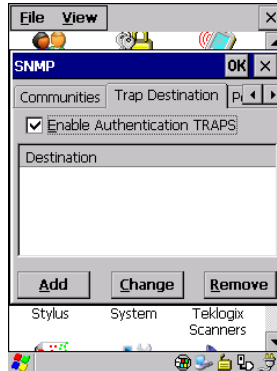 File View
SNMP OK
Communities Trap Destination
Enable Authentication TRAPS
Destination
Add Change Remove
Stylus System Teklogix
Scanners